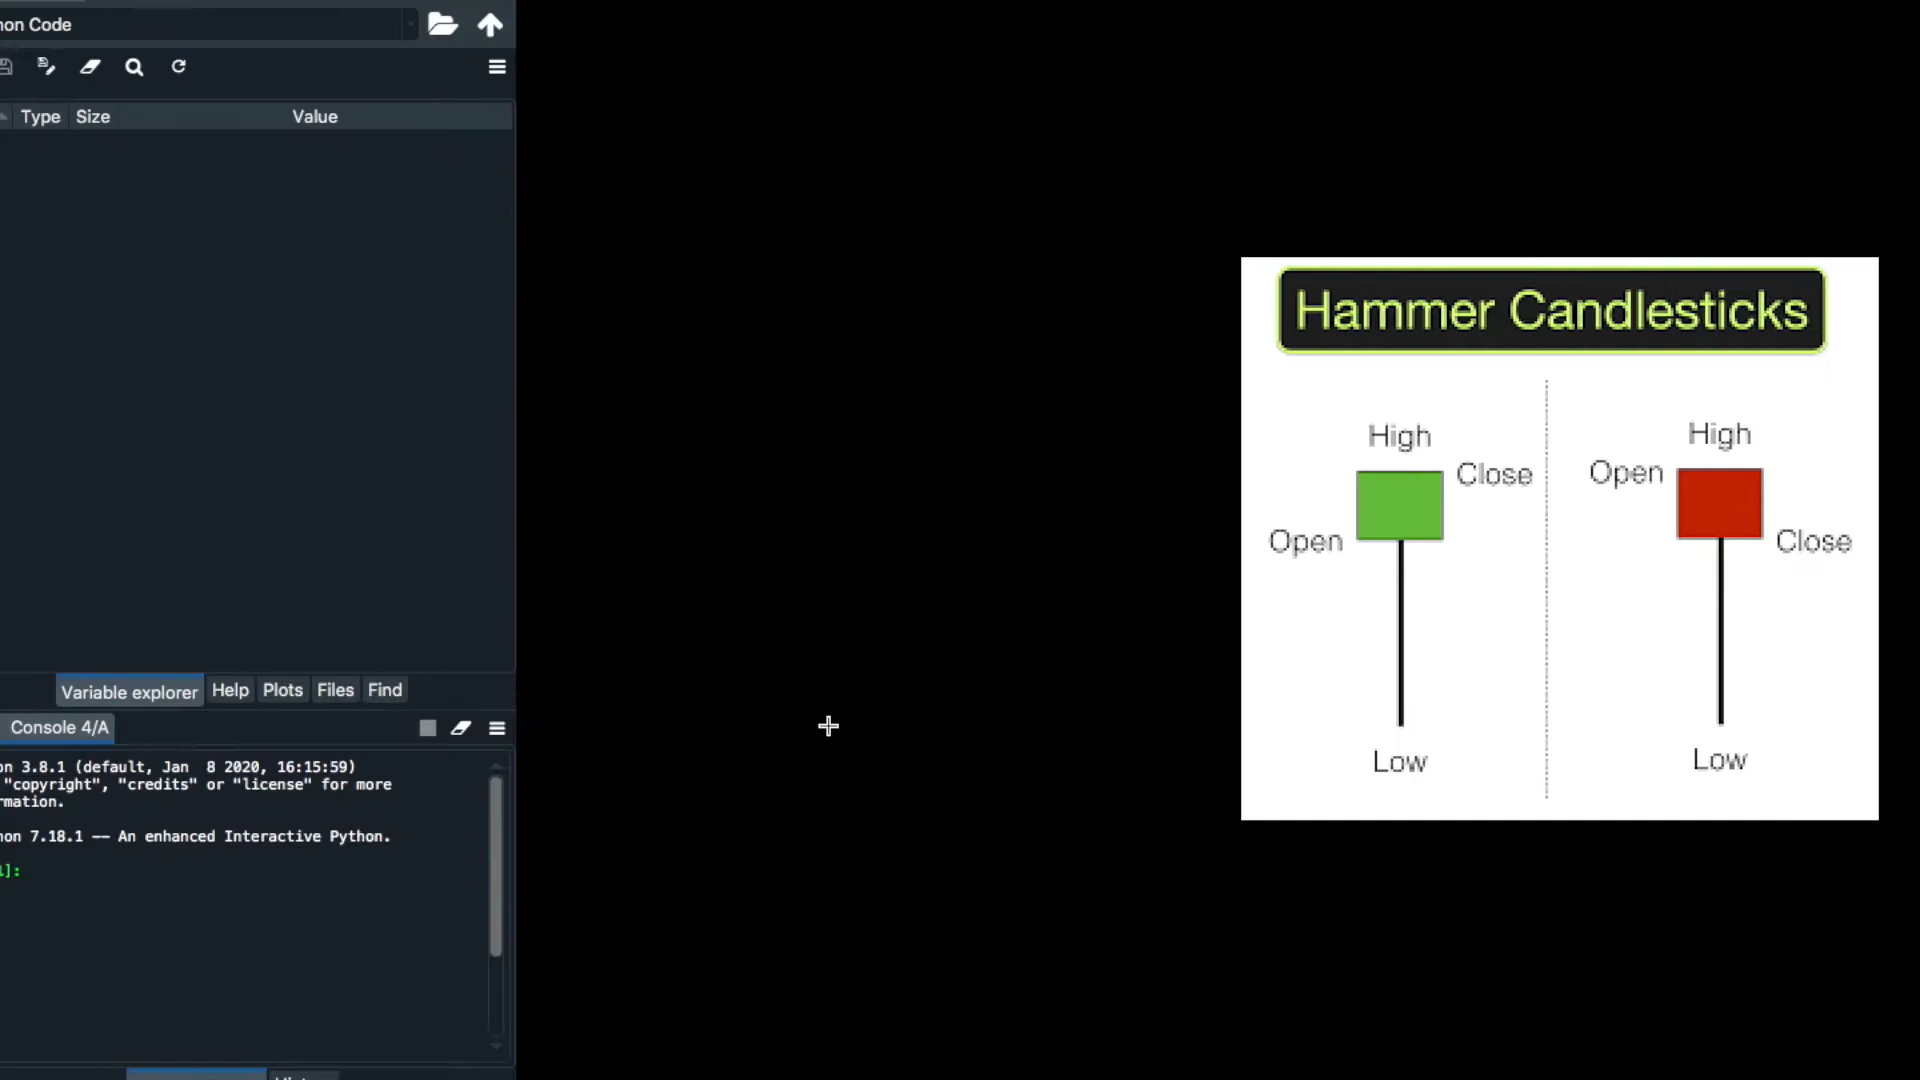 non Code
Type Size Value
Variable explorer Help Plots Files Find
Console 4/A
on 3.8.1 (default, Jan  8 2020, 16:15:59)
"copyright", "credits" or "license" for more
rmation.
non 7.18.1 -- An enhanced Interactive Python.
]:
Hammer Candlesticks
High
Close
Open
Low
High
Open
Close
Low